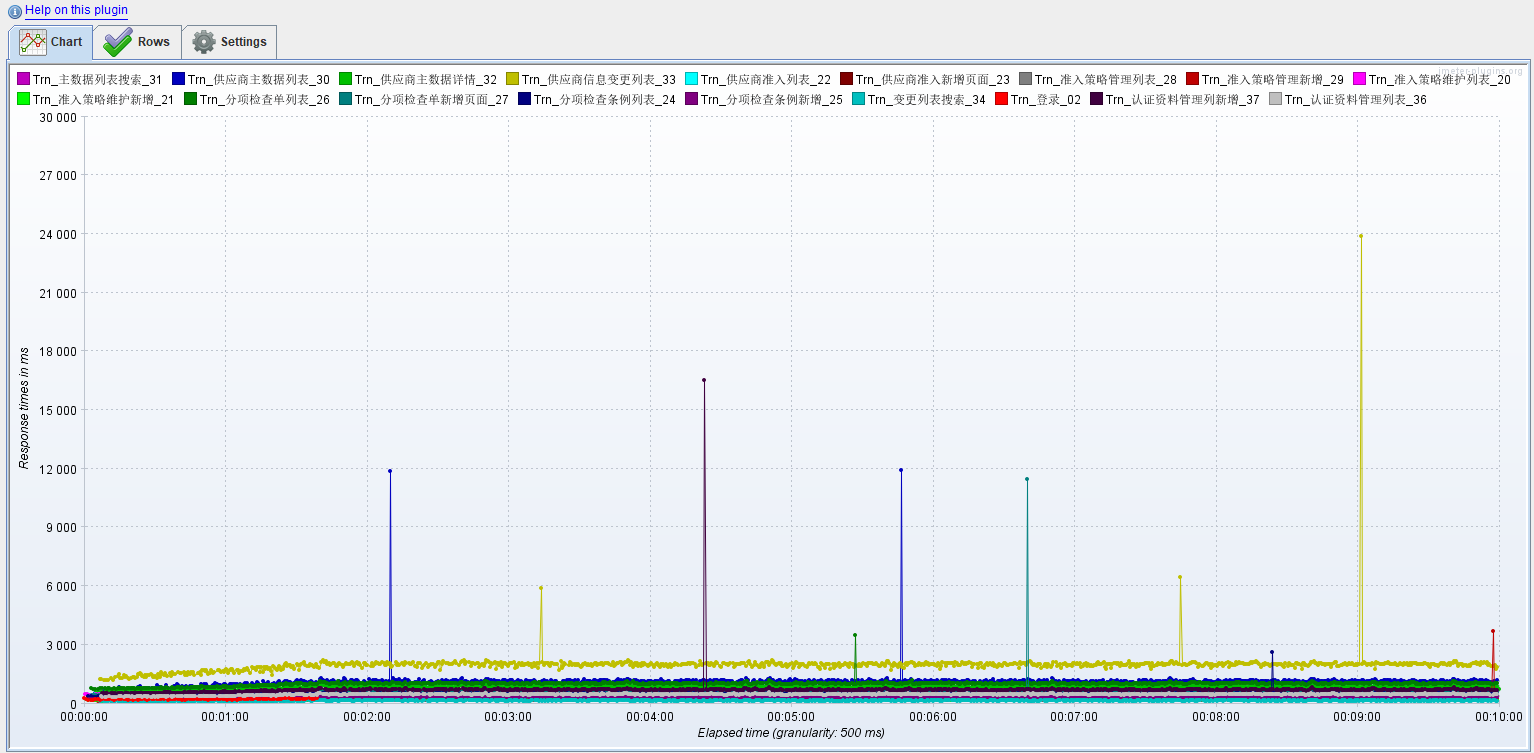 Help on this plugin
Chart Rows Settings
jmeter-plugins.org
Trn_主数据列表搜索_31 Trn_供应商主数据列表_30 Trn_供应商主数据详情_32 Trn_供应商信息变更列表_33 Trn_供应商准入列表_22 Trn_供应商准入新增页面_23 Trn_准入策略管理列表_28 Trn_准入策略管理新增_29 Trn_准入策略维护列表_20
Trn_准入策略维护新增_21 Trn_分项检查单列表_26 Trn_分项检查单新增页面_27 Trn_分项检查条例列表_24 Trn_分项检查条例新增_25 Trn_变更列表搜索_34 Trn_登录_02 Trn_认证资料管理列新增_37 Trn_认证资料管理列表_36
30 000
27 000
24 000
21 000
18 000
15 000
12 000
9 000
6 000
3 000
0
Response times in ms
00:00:00 00:01:00 00:02:00 00:03:00 00:04:00 00:05:00 00:06:00 00:07:00 00:08:00 00:09:00 00:10:00
Elapsed time (granularity: 500 ms)